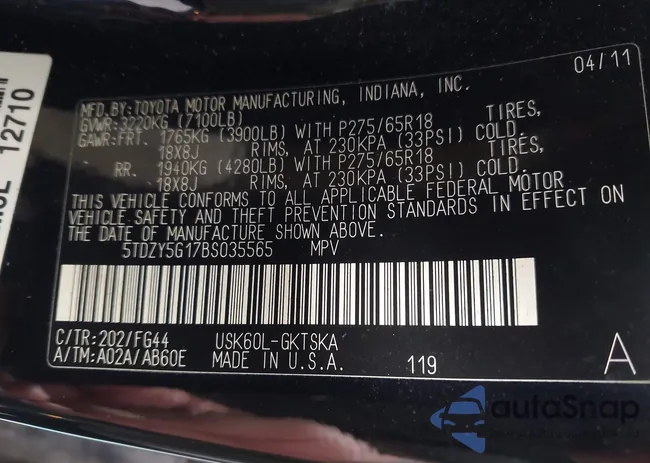 04/11
MFD.BY:TOYOTA MOTOR MANUFACTURING, INDIANA, INC.
GVWR:3220KG (7100LB)
GAWR:FRT. 1765KG (3900LB) WITH P275/65R18 TIRES,
18X8J RIMS, AT 230KPA (33PSI) COLD.
RR. 1940KG (4280LB) WITH P275/65R18 TIRES,
18X8J RIMS, AT 230KPA (33PSI) COLD.
THIS VEHICLE CONFORMS TO ALL APPLICABLE FEDERAL MOTOR
VEHICLE SAFETY AND THEFT PREVENTION STANDARDS IN EFFECT ON
THE DATE OF MANUFACTURE SHOWN ABOVE.
5TDZY5G17BS035565 MPV
C/TR:202/FG44 USK60L-GKTSKA
A/TM:A02A/AB60E MADE IN U.S.A. 119 A
12710
autoSnap